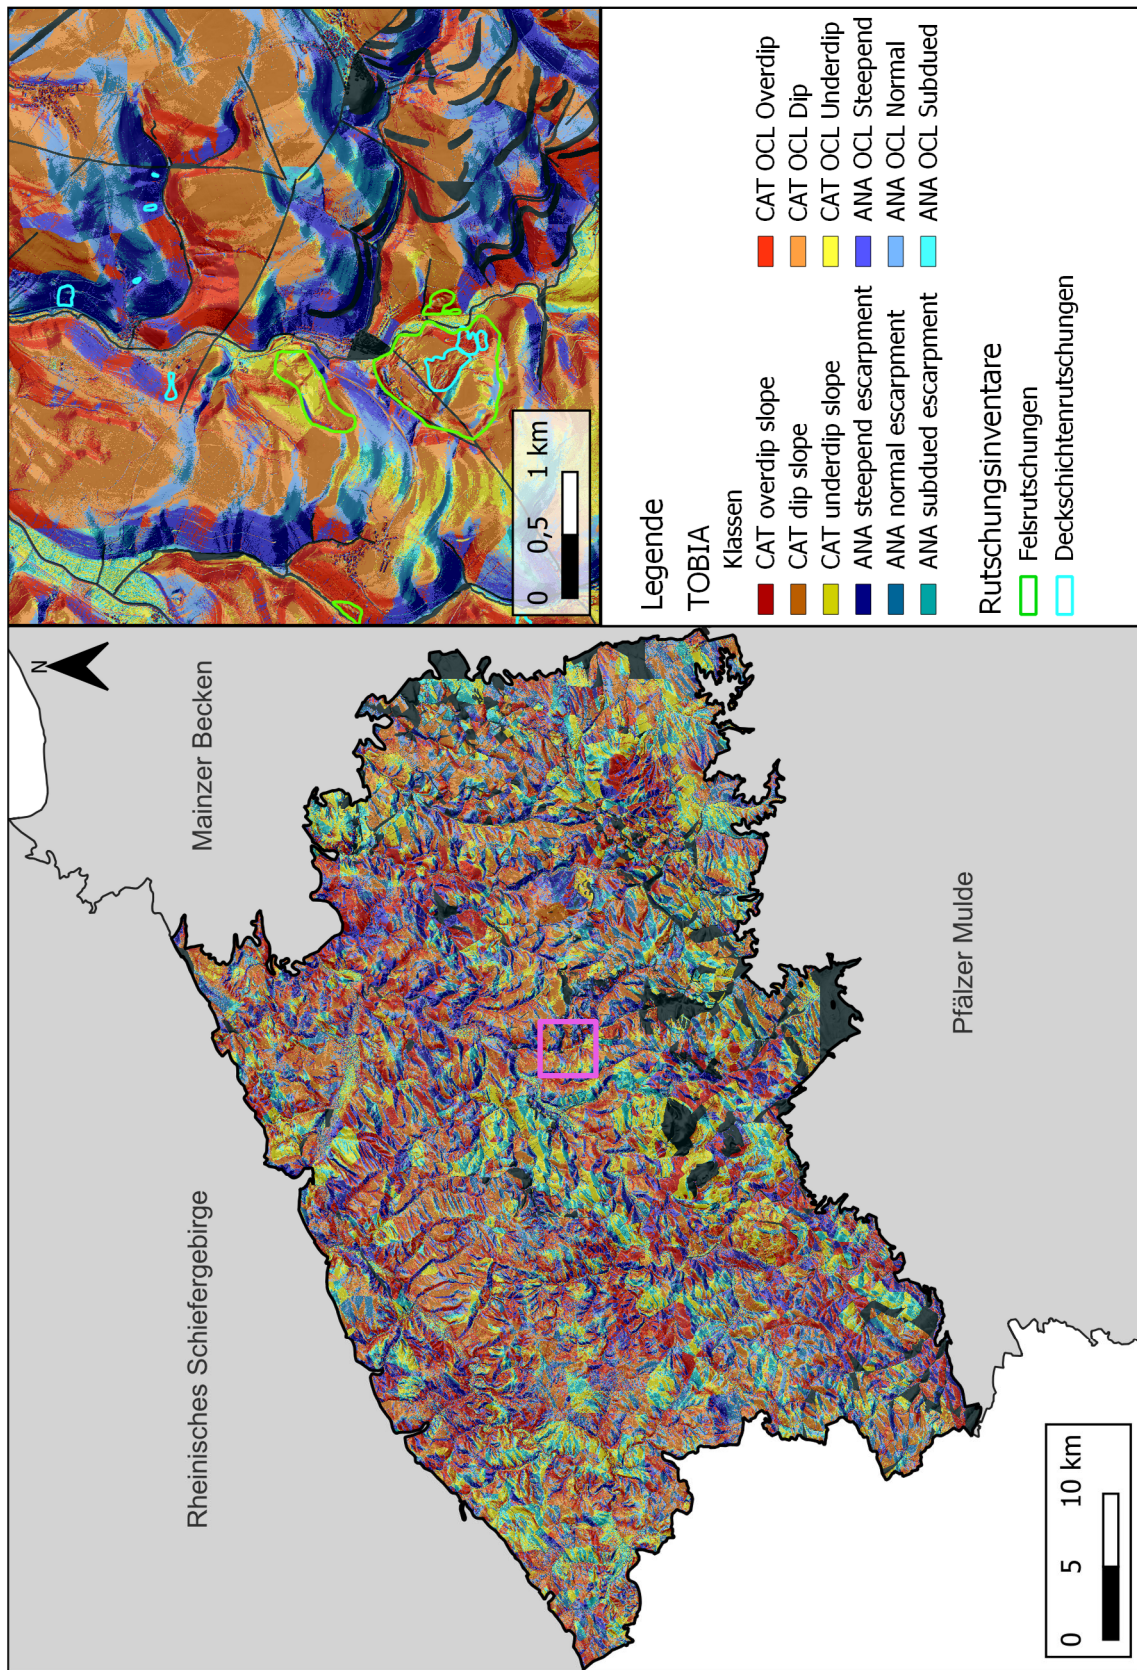 Rheinisches Schiefergebirge
Mainzer Becken
N
Pfälzer Mulde
0 5 10 km
0 0,5 1 km
Legende
TOBIA
Klassen
CAT overdip slope
CAT dip slope
CAT underdip slope
ANA steepend escarpment
ANA normal escarpment
ANA subdued escarpment
CAT OCL Overdip
CAT OCL Dip
CAT OCL Underdip
ANA OCL Steepend
ANA OCL Normal
ANA OCL Subdued
Rutschungsinventare
Felsrutschungen
Deckschichtenrutschungen